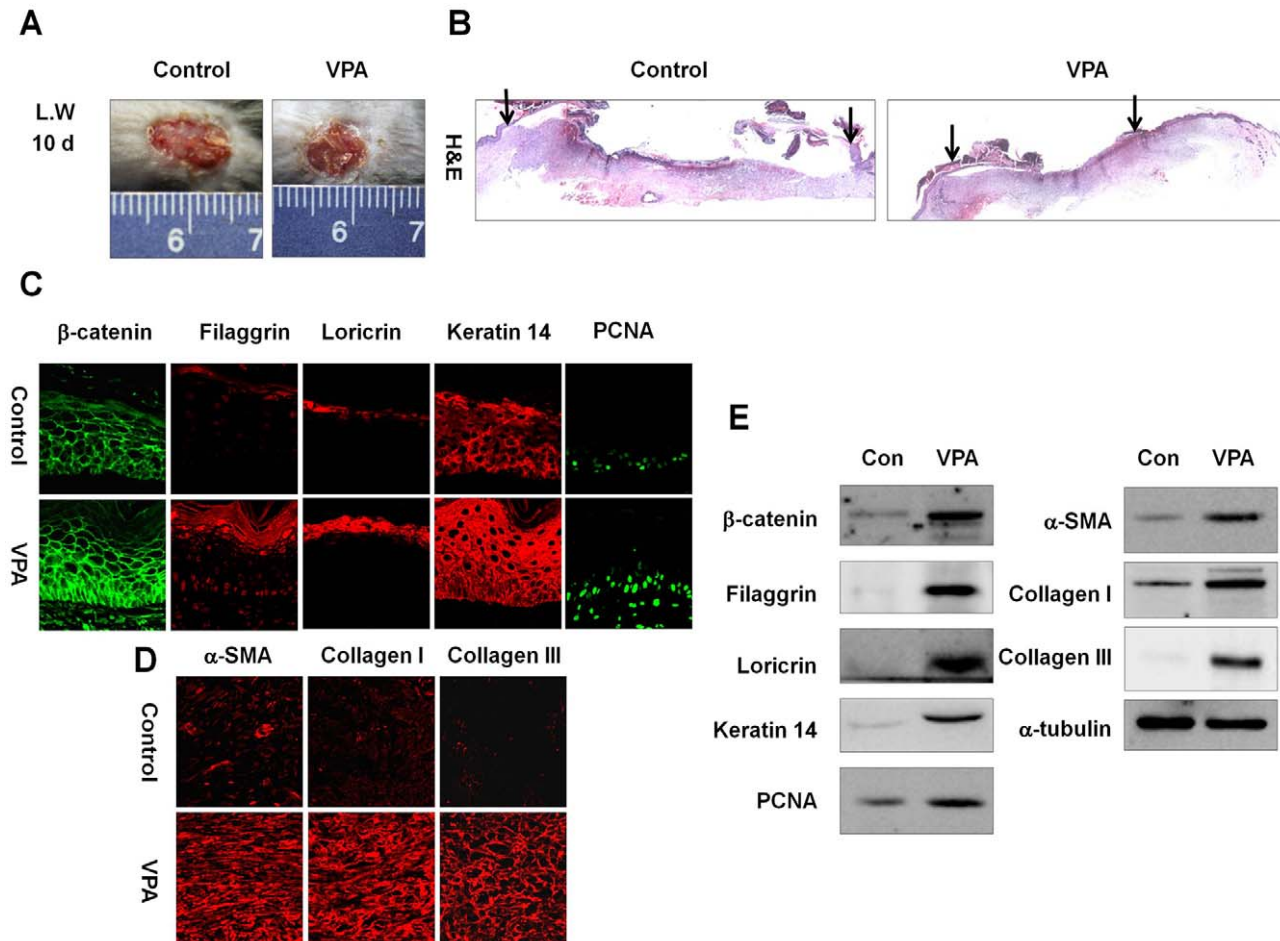 A
Control VPA
L.W
10 d
6 7
6 7
B
Control VPA
H&E
C
β-catenin Filaggrin Loricrin Keratin 14 PCNA
Control
VPA
D
α-SMA Collagen I Collagen III
Control
VPA
E
Con VPA
β-catenin
Filaggrin
Loricrin
Keratin 14
PCNA
Con VPA
α-SMA
Collagen I
Collagen III
α-tubulin